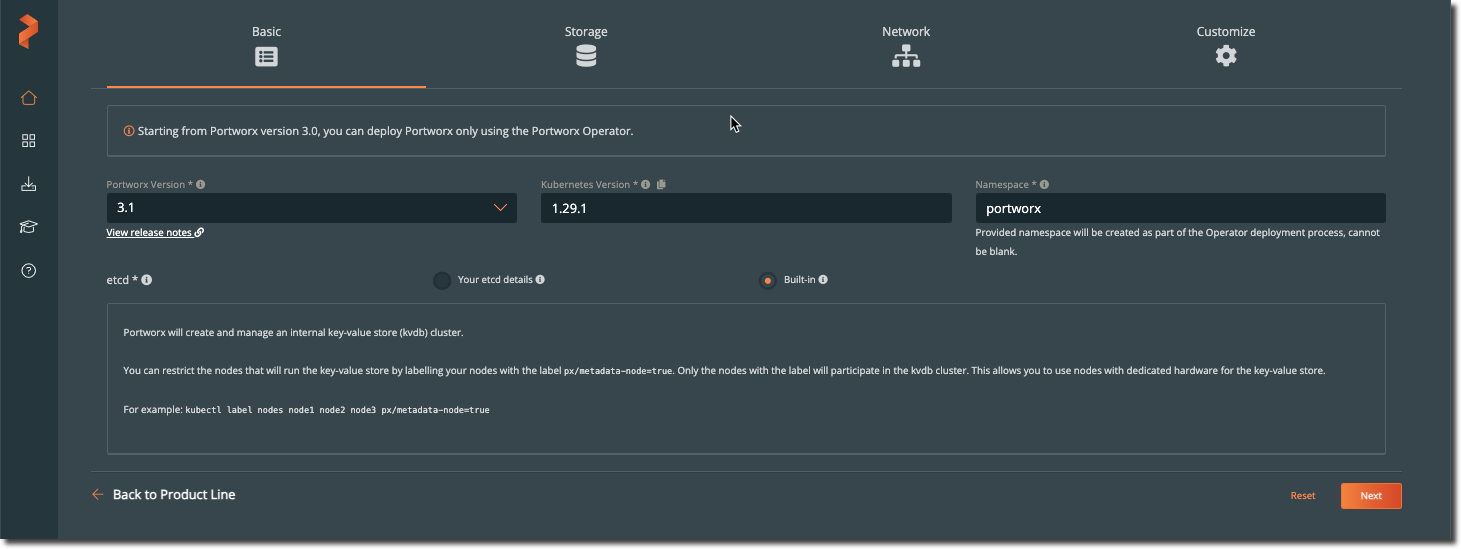 Basic
Storage
Network
Customize
Starting from Portworx version 3.0, you can deploy Portworx only using the Portworx Operator.
Portworx Version *
Kubernetes Version *
Namespace *
3.1
1.29.1
portworx
View release notes
Provided namespace will be created as part of the Operator deployment process, cannot
be blank.
etcd *
Your etcd details
Built-in
Portworx will create and manage an internal key-value store (kvdb) cluster.
You can restrict the nodes that will run the key-value store by labelling your nodes with the label px/metadata-node=true. Only the nodes with the label will participate in the kvdb cluster. This allows you to use nodes with dedicated hardware for the key-value store.
For example: kubectl label nodes node1 node2 node3 px/metadata-node=true
Back to Product Line
Reset
Next